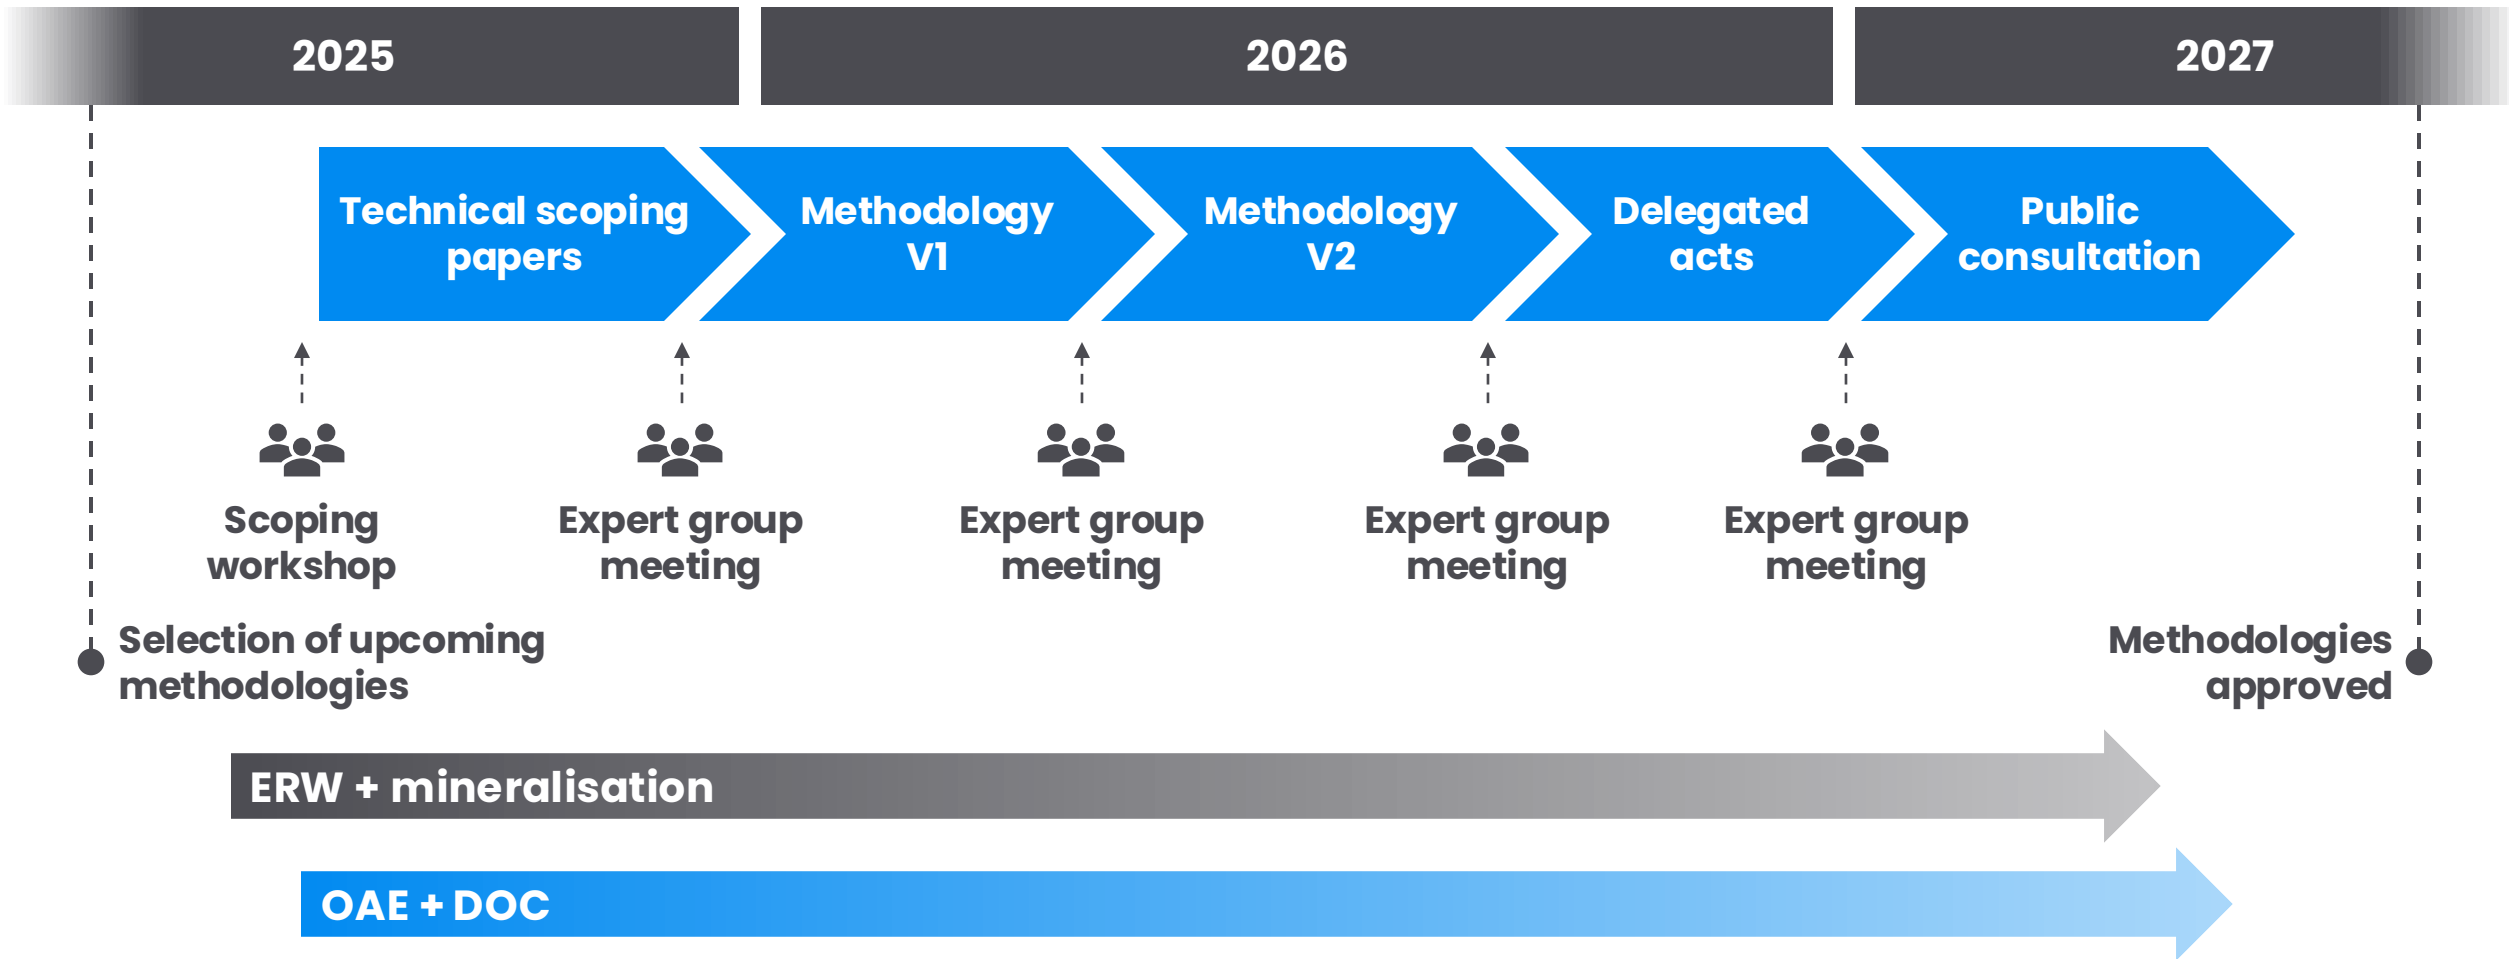 2025
2026
2027
Technical scoping
papers
Methodology
V1
Methodology
V2
Delegated
acts
Public
consultation
Scoping
workshop
Expert group
meeting
Expert group
meeting
Expert group
meeting
Expert group
meeting
Selection of upcoming
methodologies
Methodologies
approved
ERW + mineralisation
OAE + DOC